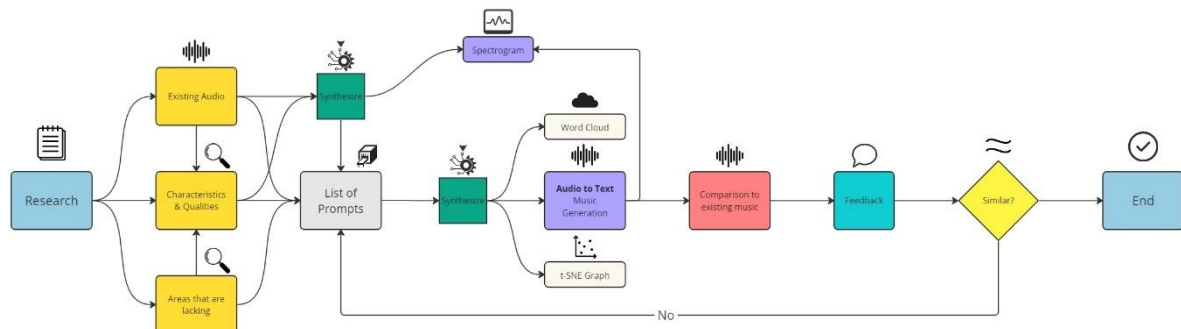 Spectrogram
Existing Audio
Synthesize
Word Cloud
Research
Characteristics
& Qualities
List of
Prompts
Synthesize
Audio to Text
Music
Generation
Comparison to
existing music
Feedback
Similar?
End
Areas that are
lacking
t-SNE Graph
No